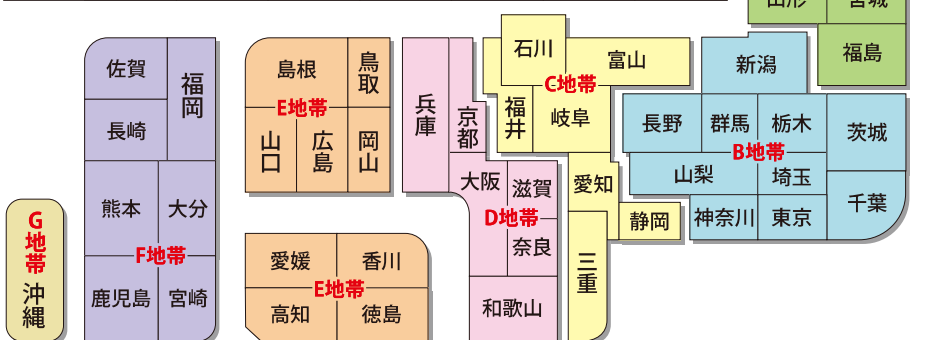 山形
宮城
福島
新潟
長野
群馬
栃木
茨城
B地帯
山梨
埼玉
千葉
神奈川
東京
石川
富山
C地帯
福井
岐阜
愛知
静岡
三重
兵庫
京都
大阪
滋賀
D地帯
奈良
和歌山
島根
鳥取
E地帯
山口
広島
岡山
愛媛
香川
E地帯
高知
徳島
佐賀
福岡
長崎
熊本
大分
F地帯
鹿児島
宮崎
G地帯
沖縄